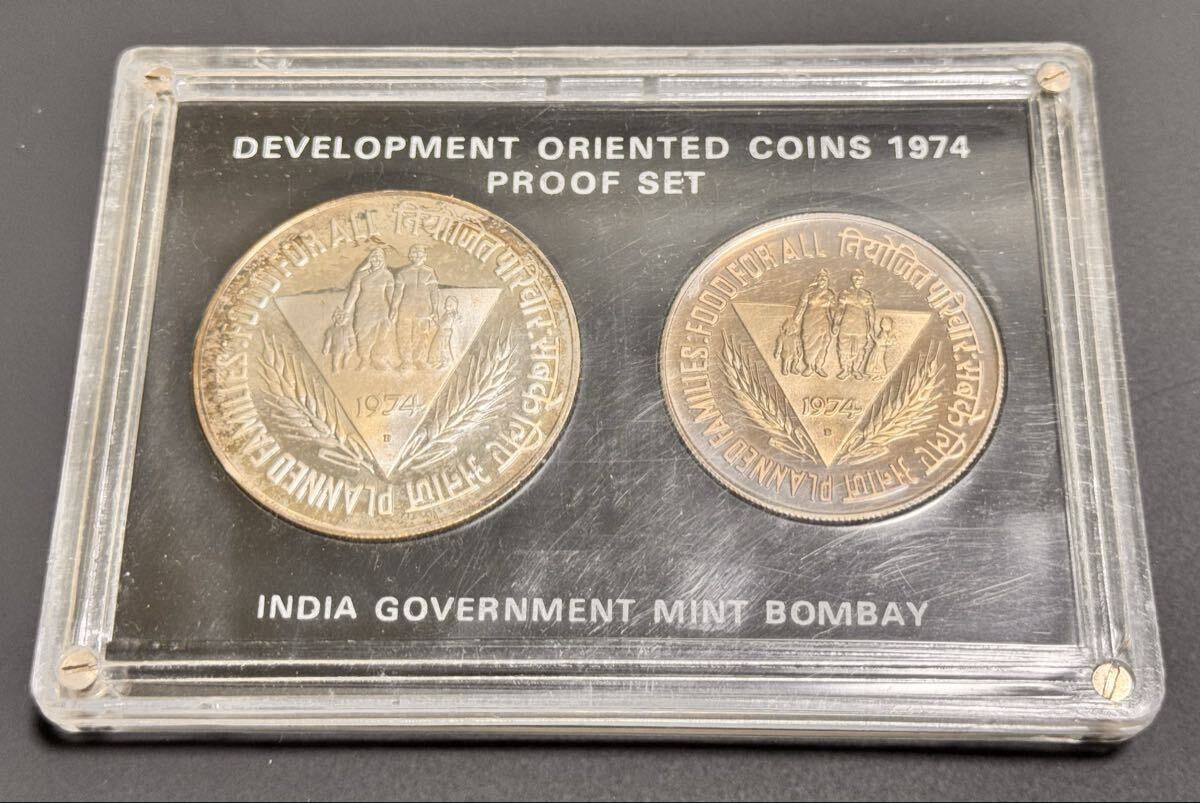 DEVELOPMENT ORIENTED COINS 1974
PROOF SET
PLANNED FAMILIES: FOOD FOR ALL
नियोजित परिवार: सबके लिए अनाज
1974
B
PLANNED FAMILIES: FOOD FOR ALL
नियोजित परिवार: सबके लिए अनाज
1974
B
INDIA GOVERNMENT MINT BOMBAY